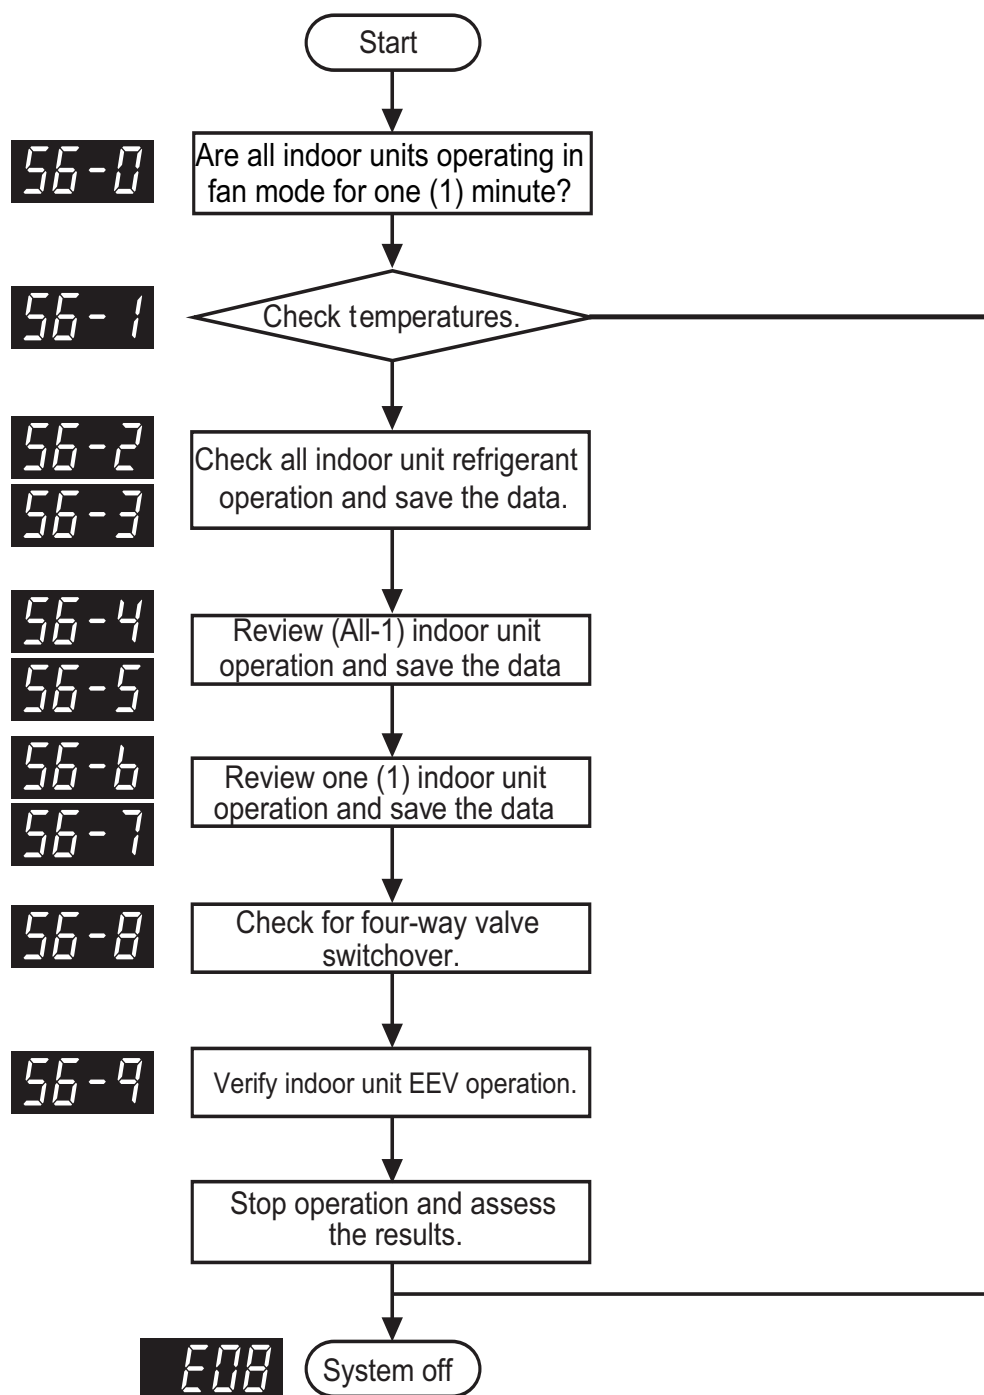 Start
56-0
Are all indoor units operating in
fan mode for one (1) minute?
56-1
Check temperatures.
56-2
56-3
Check all indoor unit refrigerant
operation and save the data.
56-4
56-5
Review (All-1) indoor unit
operation and save the data
56-b
56-7
Review one (1) indoor unit
operation and save the data
56-8
Check for four-way valve
switchover.
56-9
Verify indoor unit EEV operation.
Stop operation and assess
the results.
E08
System off